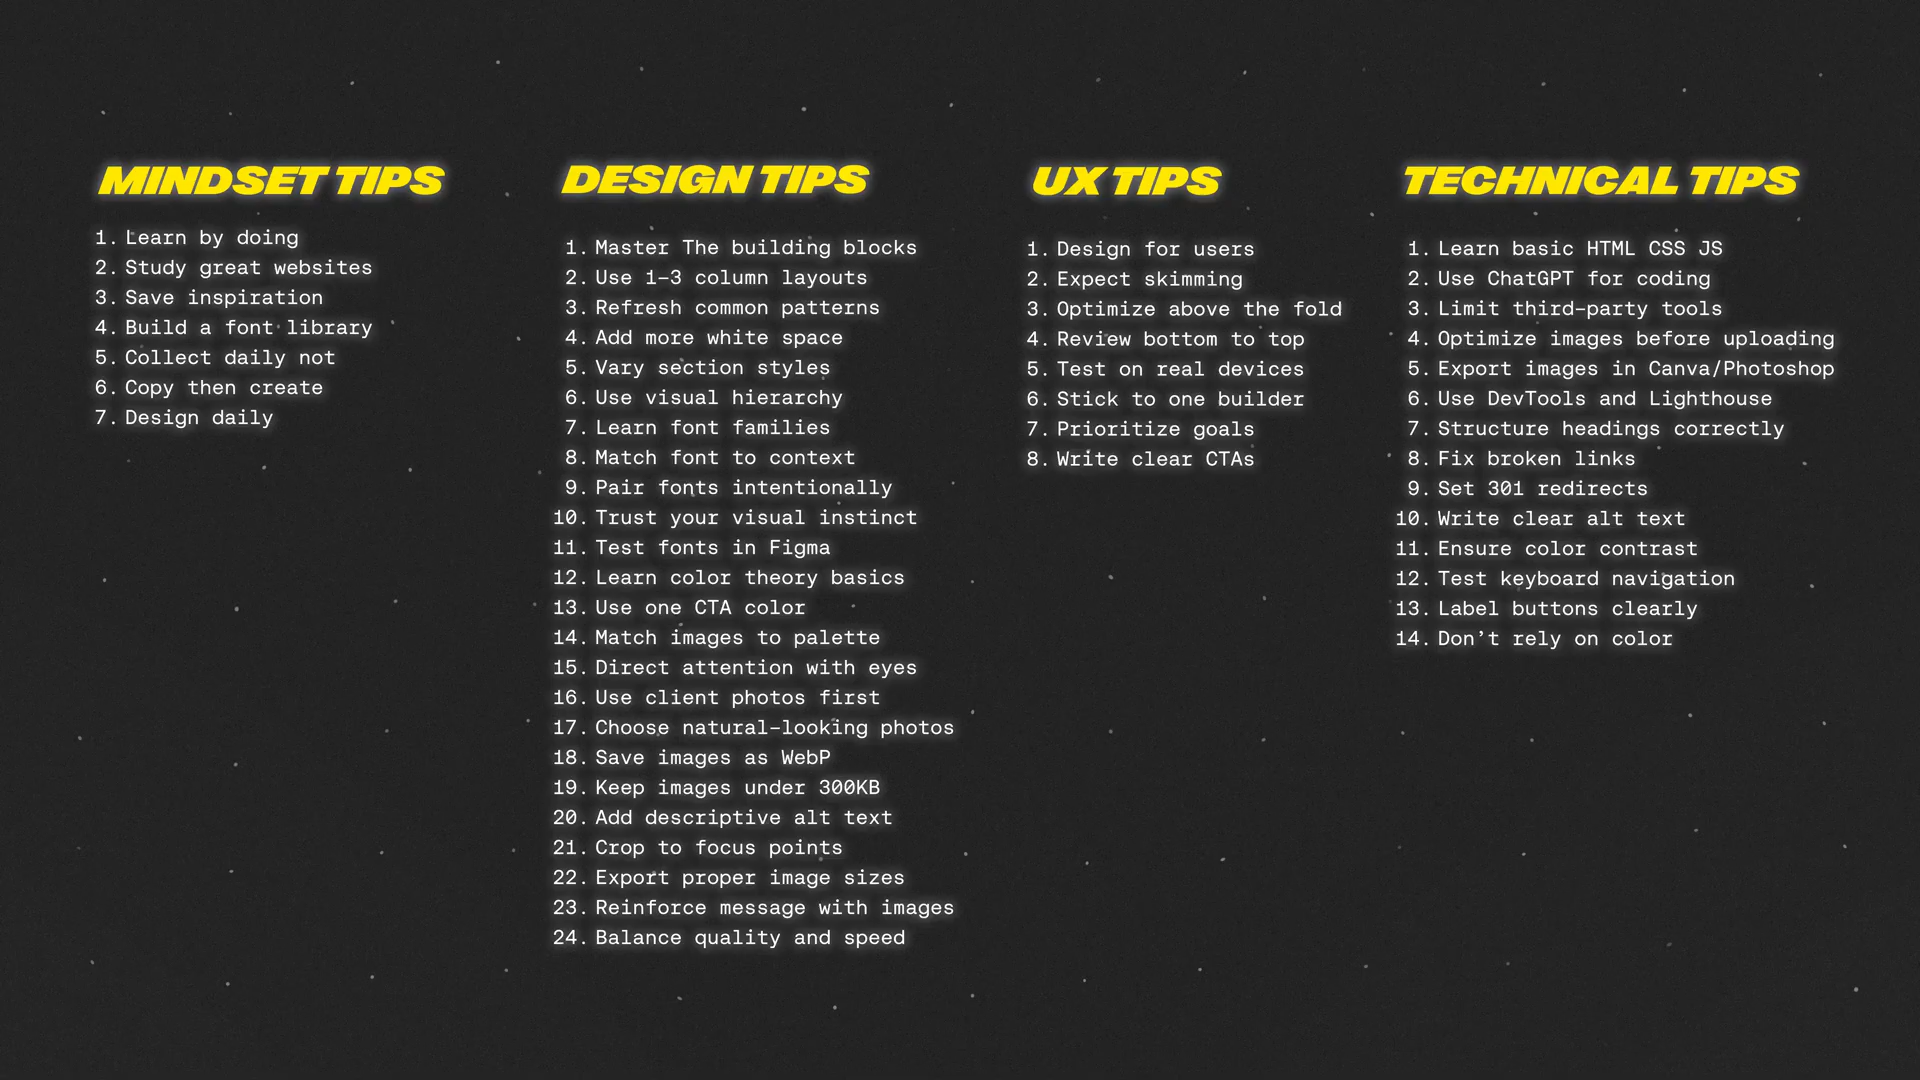 MINDSET TIPS
1. Learn by doing
2. Study great websites
3. Save inspiration
4. Build a font library
5. Collect daily not
6. Copy then create
7. Design daily
DESIGN TIPS
1. Master The building blocks
2. Use 1–3 column layouts
3. Refresh common patterns
4. Add more white space
5. Vary section styles
6. Use visual hierarchy
7. Learn font families
8. Match font to context
9. Pair fonts intentionally
10. Trust your visual instinct
11. Test fonts in Figma
12. Learn color theory basics
13. Use one CTA color
14. Match images to palette
15. Direct attention with eyes
16. Use client photos first
17. Choose natural-looking photos
18. Save images as WebP
19. Keep images under 300KB
20. Add descriptive alt text
21. Crop to focus points
22. Export proper image sizes
23. Reinforce message with images
24. Balance quality and speed
UX TIPS
1. Design for users
2. Expect skimming
3. Optimize above the fold
4. Review bottom to top
5. Test on real devices
6. Stick to one builder
7. Prioritize goals
8. Write clear CTAs
TECHNICAL TIPS
1. Learn basic HTML CSS JS
2. Use ChatGPT for coding
3. Limit third-party tools
4. Optimize images before uploading
5. Export images in Canva/Photoshop
6. Use DevTools and Lighthouse
7. Structure headings correctly
8. Fix broken links
9. Set 301 redirects
10. Write clear alt text
11. Ensure color contrast
12. Test keyboard navigation
13. Label buttons clearly
14. Don’t rely on color